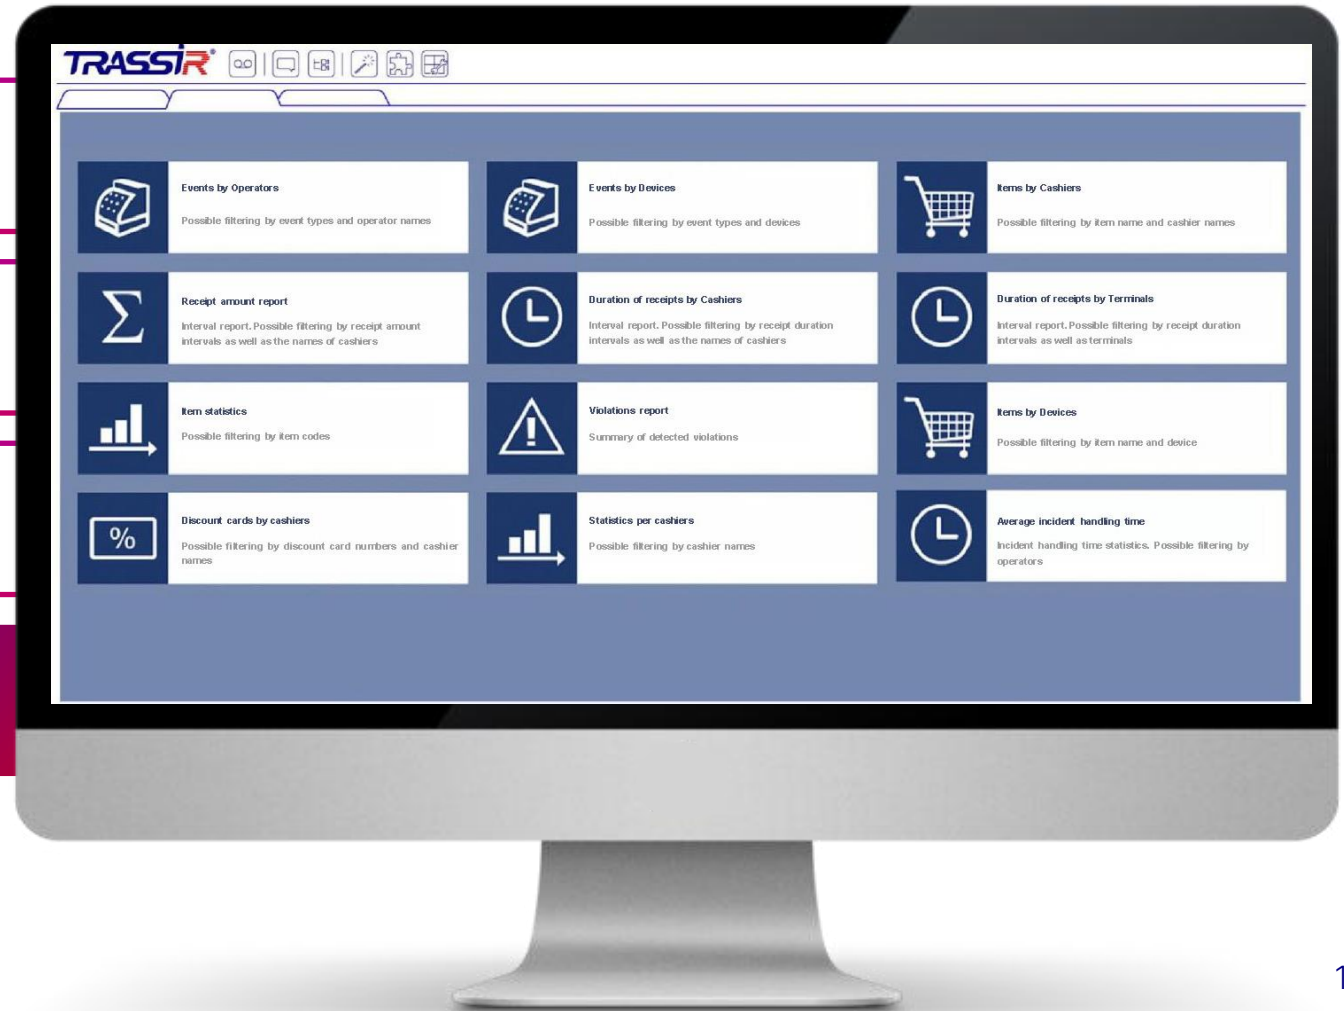 TRASSIR
Events by Operators
Possible filtering by event types and operator names
Events by Devices
Possible filtering by event types and devices
Items by Cashiers
Possible filtering by item name and cashier names
Σ
Receipt amount report
Interval report. Possible filtering by receipt amount
intervals as well as the names of cashiers
Duration of receipts by Cashiers
Interval report. Possible filtering by receipt duration
intervals as well as the names of cashiers
Duration of receipts by Terminals
Interval report. Possible filtering by receipt duration
intervals as well as terminals
Item statistics
Possible filtering by item codes
Violations report
Summary of detected violations
Items by Devices
Possible filtering by item name and device
%
Discount cards by cashiers
Possible filtering by discount card numbers and cashier
names
Statistics per cashiers
Possible filtering by cashier names
Average incident handling time
Incident handling time statistics. Possible filtering by
operators
1